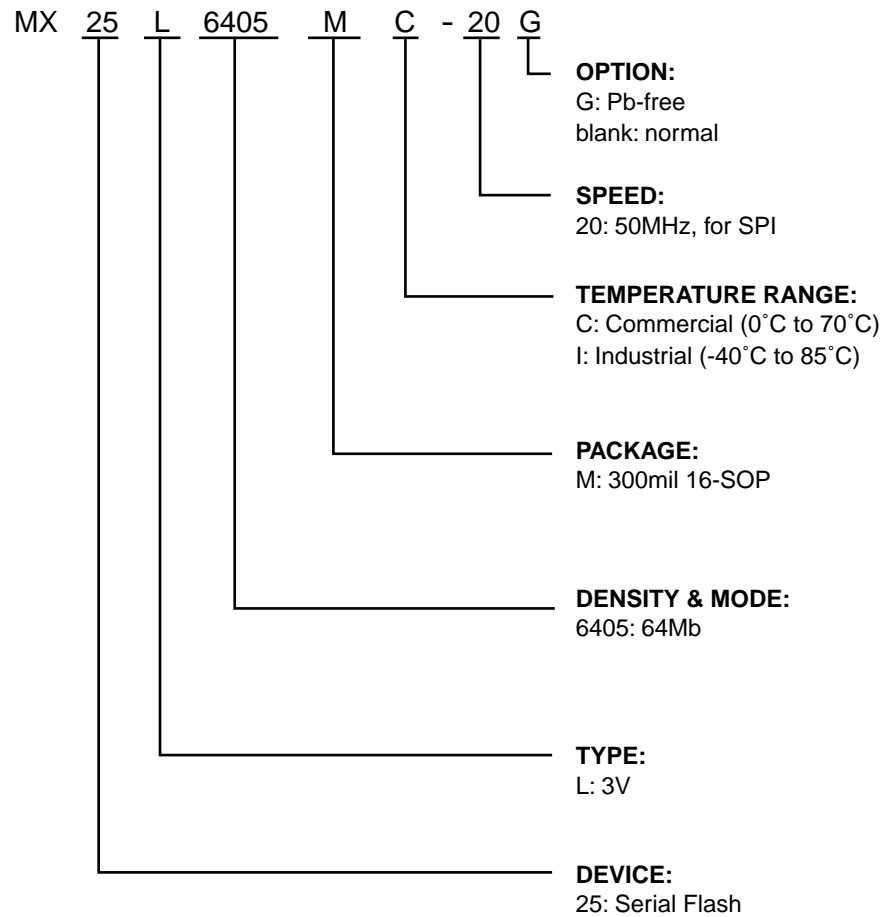 MX 25 L 6405 M C - 20 G
OPTION:
G: Pb-free
blank: normal
SPEED:
20: 50MHz, for SPI
TEMPERATURE RANGE:
C: Commercial (0˚C to 70˚C)
I: Industrial (-40˚C to 85˚C)
PACKAGE:
M: 300mil 16-SOP
DENSITY & MODE:
6405: 64Mb
TYPE:
L: 3V
DEVICE:
25: Serial Flash